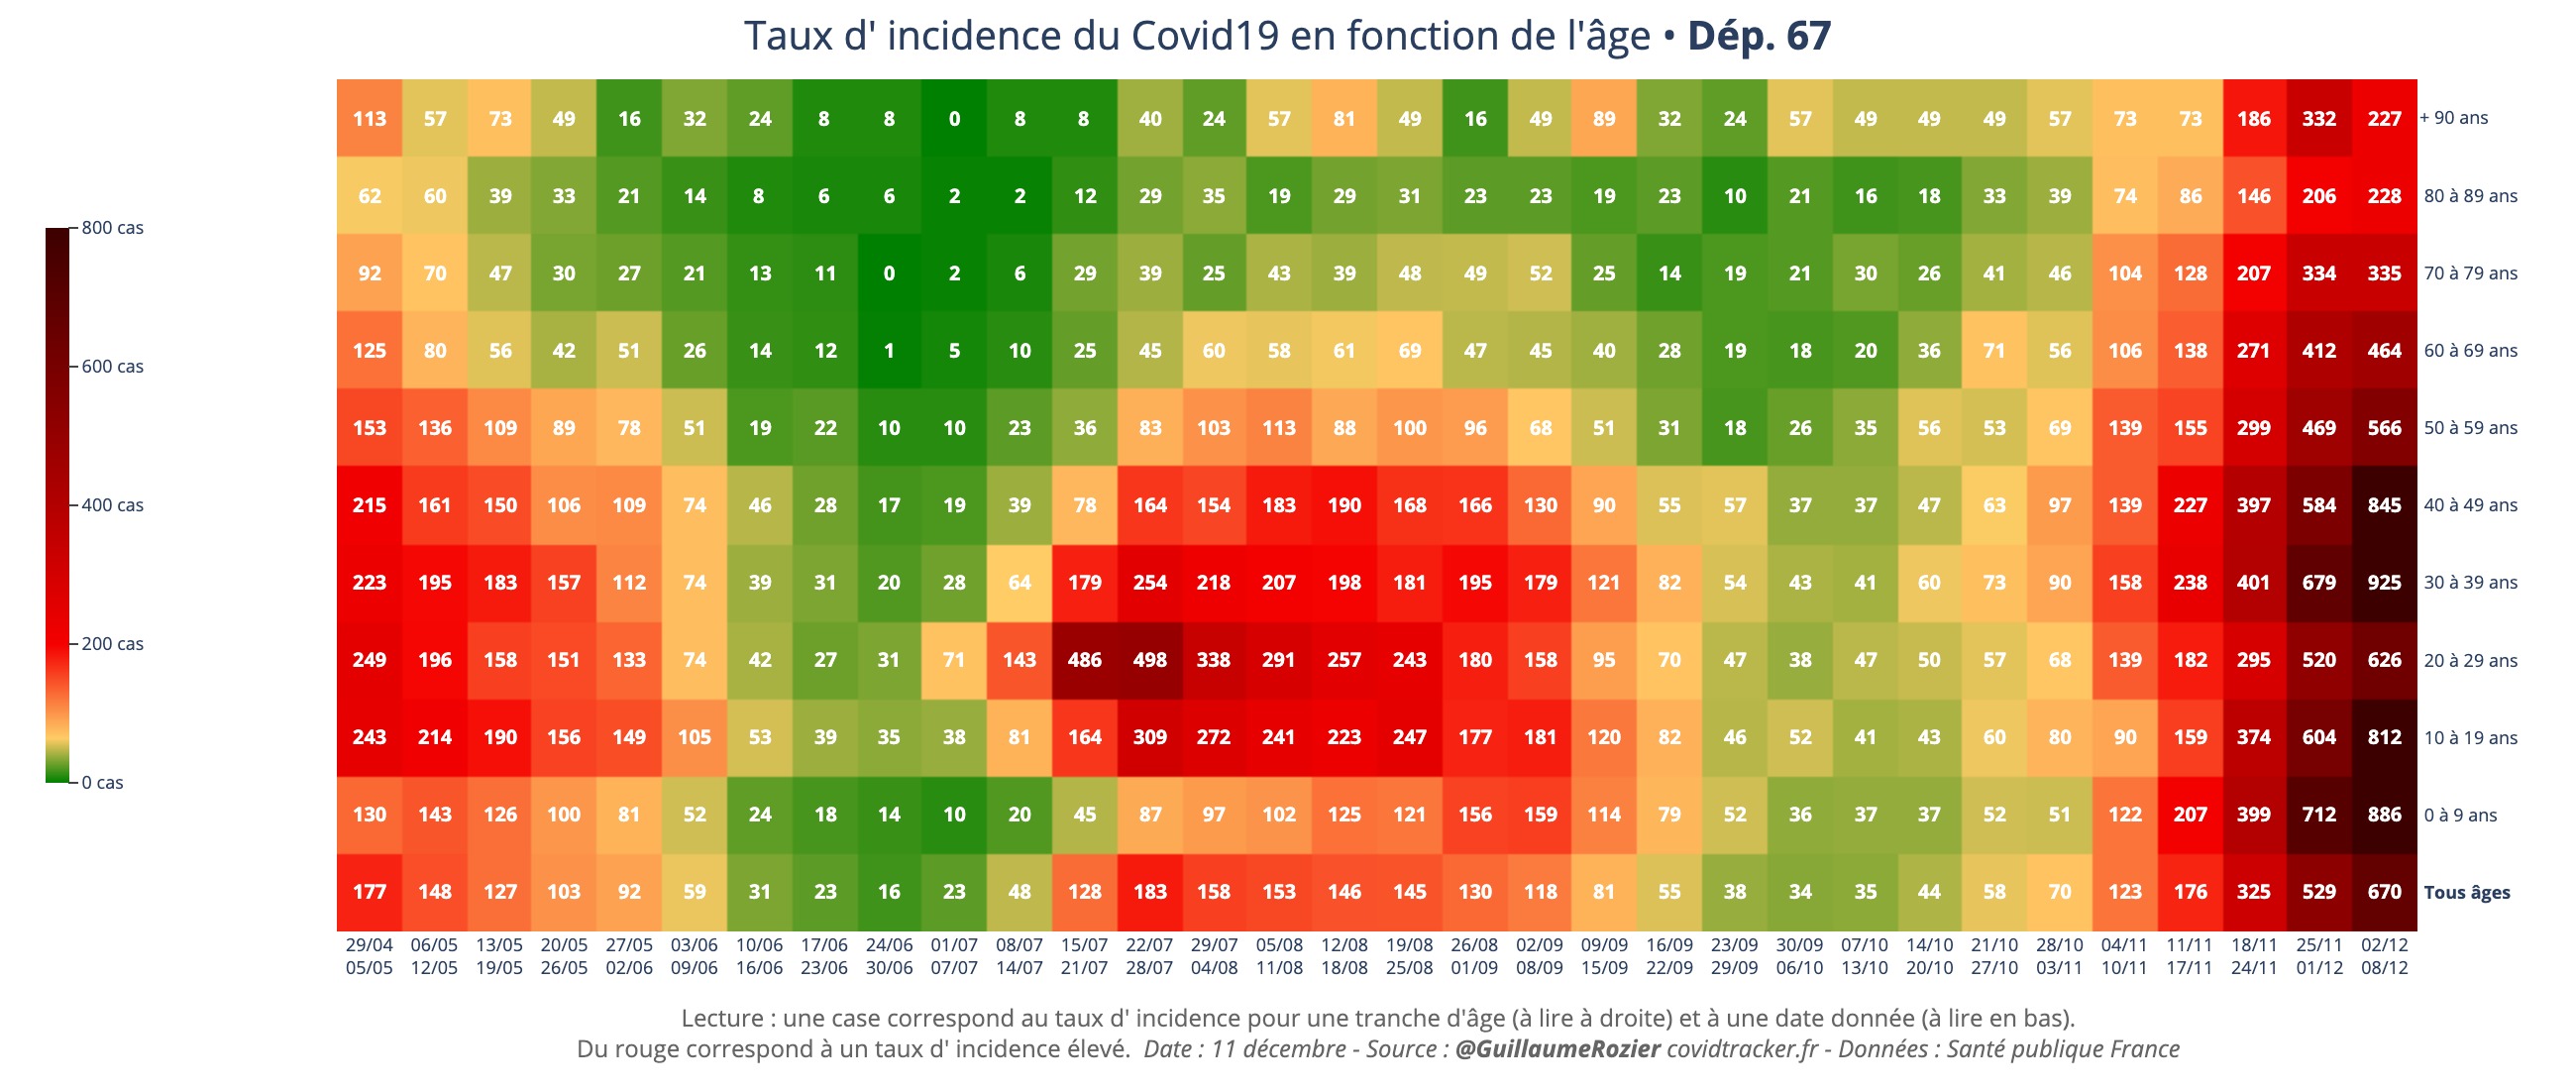 Taux d' incidence du Covid19 en fonction de l'âge • Dép. 67
113 57 73 49 16 32 24 8 8 0 8 8 40 24 57 81 49 16 49 89 32 24 57 49 49 49 57 73 73 186 332 227 + 90 ans
62 60 39 33 21 14 8 6 6 2 2 12 29 35 19 29 31 23 23 19 23 10 21 16 18 33 39 74 86 146 206 228 80 à 89 ans
800 cas
92 70 47 30 27 21 13 11 0 2 6 29 39 25 43 39 48 49 52 25 14 19 21 30 26 41 46 104 128 207 334 335 70 à 79 ans
125 80 56 42 51 26 14 12 1 5 10 25 45 60 58 61 69 47 45 40 28 19 18 20 36 71 56 106 138 271 412 464 60 à 69 ans
600 cas
153 136 109 89 78 51 19 22 10 10 23 36 83 103 113 88 100 96 68 51 31 18 26 35 56 53 69 139 155 299 469 566 50 à 59 ans
400 cas
215 161 150 106 109 74 46 28 17 19 39 78 164 154 183 190 168 166 130 90 55 57 37 37 47 63 97 139 227 397 584 845 40 à 49 ans
223 195 183 157 112 74 39 31 20 28 64 179 254 218 207 198 181 195 179 121 82 54 43 41 60 73 90 158 238 401 679 925 30 à 39 ans
200 cas
249 196 158 151 133 74 42 27 31 71 143 486 498 338 291 257 243 180 158 95 70 47 38 47 50 57 68 139 182 295 520 626 20 à 29 ans
243 214 190 156 149 105 53 39 35 38 81 164 309 272 241 223 247 177 181 120 82 46 52 41 43 60 80 90 159 374 604 812 10 à 19 ans
0 cas
130 143 126 100 81 52 24 18 14 10 20 45 87 97 102 125 121 156 159 114 79 52 36 37 37 52 51 122 207 399 712 886 0 à 9 ans
177 148 127 103 92 59 31 23 16 23 48 128 183 158 153 146 145 130 118 81 55 38 34 35 44 58 70 123 176 325 529 670 Tous âges
29/04 06/05 13/05 20/05 27/05 03/06 10/06 17/06 24/06 01/07 08/07 15/07 22/07 29/07 05/08 12/08 19/08 26/08 02/09 09/09 16/09 23/09 30/09 07/10 14/10 21/10 28/10 04/11 11/11 18/11 25/11 02/12
05/05 12/05 19/05 26/05 02/06 09/06 16/06 23/06 30/06 07/07 14/07 21/07 28/07 04/08 11/08 18/08 25/08 01/09 08/09 15/09 22/09 29/09 06/10 13/10 20/10 27/10 03/11 10/11 17/11 24/11 01/12 08/12
Lecture : une case correspond au taux d' incidence pour une tranche d'âge (à lire à droite) et à une date donnée (à lire en bas).
Du rouge correspond à un taux d' incidence élevé. Date : 11 décembre - Source : @GuillaumeRozier covidtracker.fr - Données : Santé publique France